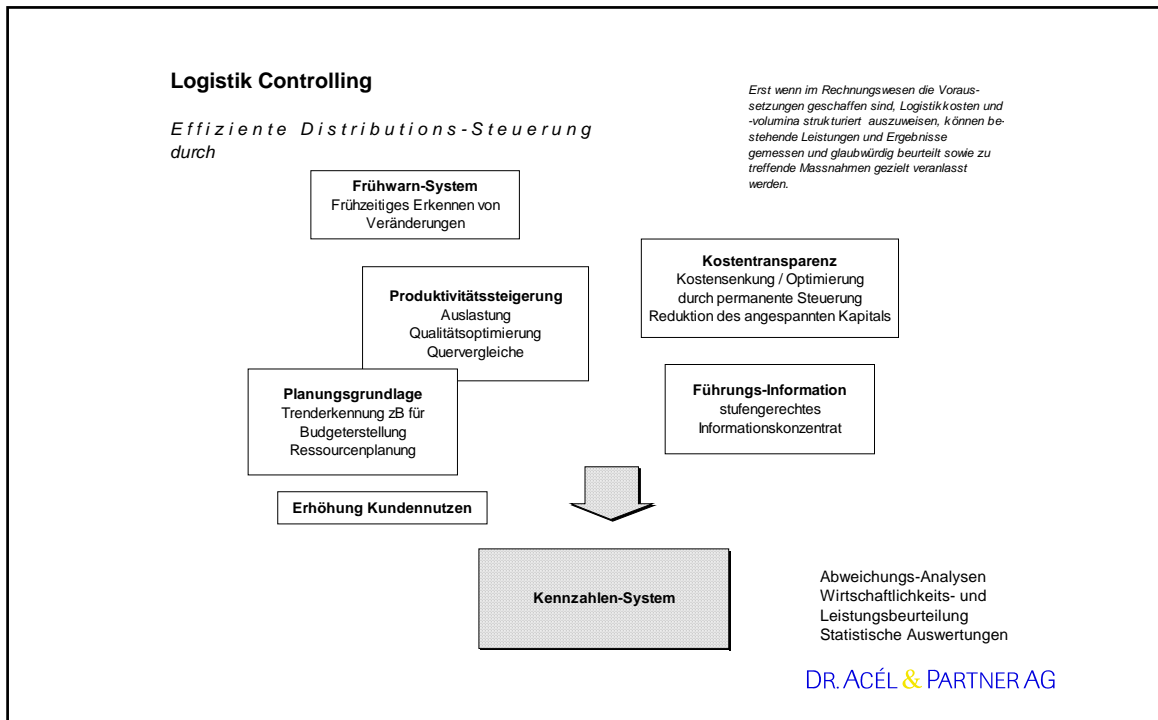 Logistik Controlling
Effiziente Distributions-Steuerung
durch
Erst wenn im Rechnungswesen die Voraus-
setzungen geschaffen sind, Logistikkosten und
-volumina strukturiert auszuweisen, können be-
stehende Leistungen und Ergebnisse
gemessen und glaubwürdig beurteilt sowie zu
treffende Massnahmen gezielt veranlasst
werden.
Frühwarn-System
Frühzeitiges Erkennen von
Veränderungen
Kostentransparenz
Kostensenkung / Optimierung
durch permanente Steuerung
Reduktion des angespannten Kapitals
Produktivitätssteigerung
Auslastung
Qualitätsoptimierung
Quervergleiche
Planungsgrundlage
Trenderkennung zB für
Budgeterstellung
Ressourcenplanung
Führungs-Information
stufengerechtes
Informationskonzentrat
Erhöhung Kundennutzen
Kennzahlen-System
Abweichungs-Analysen
Wirtschaftlichkeits- und
Leistungsbeurteilung
Statistische Auswertungen
DR. ACÉL & PARTNER AG